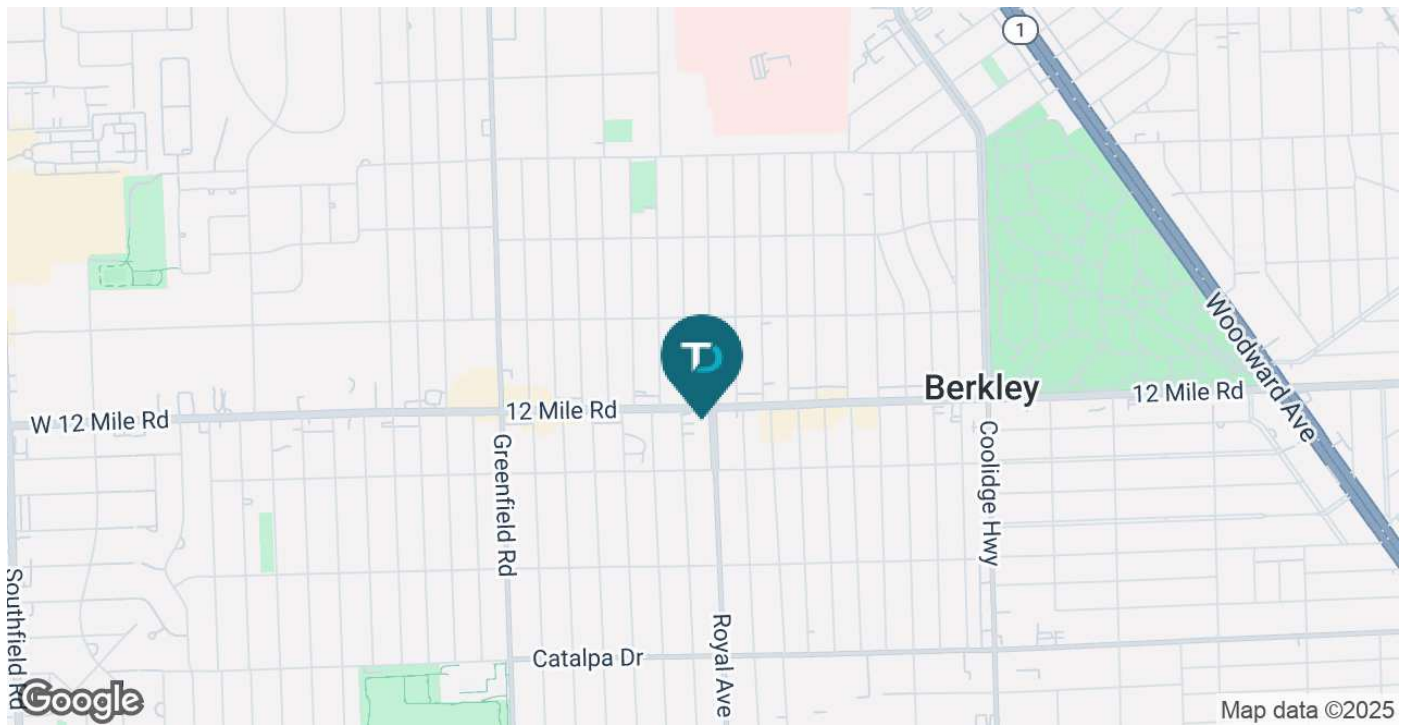 1
Woodward Ave
Berkley
12 Mile Rd
12 Mile Rd
W 12 Mile Rd
Greenfield Rd
Coolidge Hwy
Southfield Rd
Royal Ave
Catalpa Dr
Google
Map data ©2025